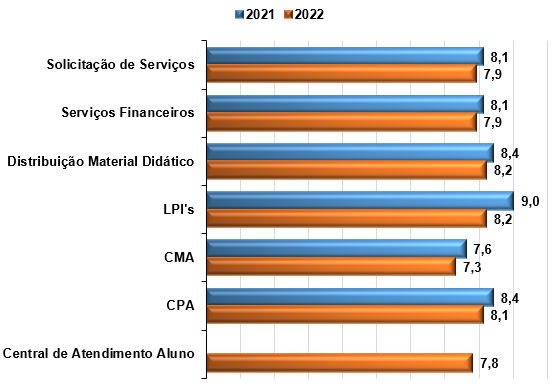 2021 2022
Solicitação de Serviços 8,1
7,9
Serviços Financeiros 8,1
7,9
Distribuição Material Didático 8,4
8,2
LPI's 9,0
8,2
CMA 7,6
7,3
CPA 8,4
8,1
Central de Atendimento Aluno 7,8